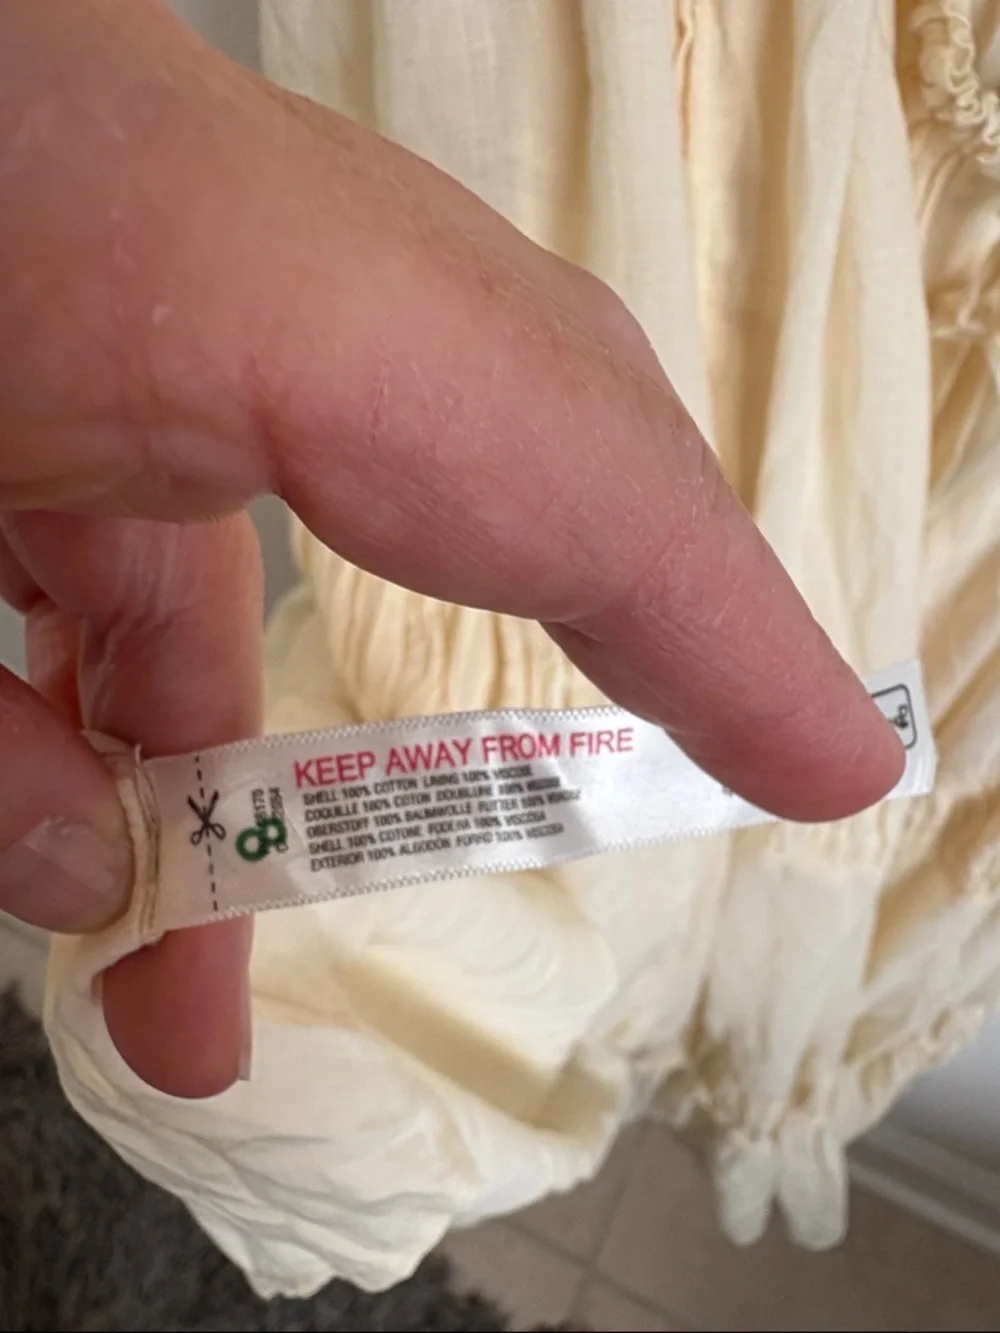 KEEP AWAY FROM FIRE
SHELL 100% COTTON LINING 100% VISCOSE
COQUILLE 100% COTON DOUBLURE 100% VISCOSE
OBERSTOFF 100% BAUMWOLLE FUTTER 100% VISCOSE
SHELL 100% COTONE FODERA 100% VISCOSA
EXTERIOR 100% ALGODON FORRO 100% VISCOSA